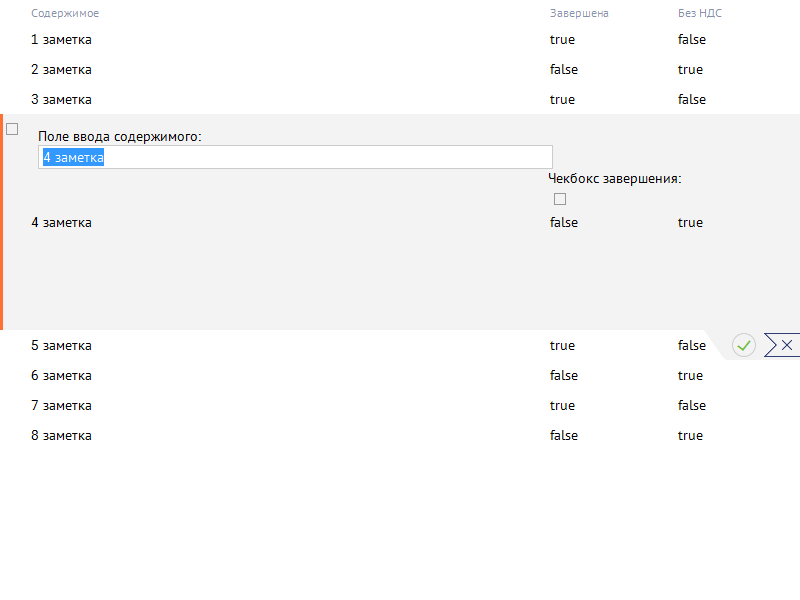 Содержимое Завершена Без НДС
1 заметка true false
2 заметка false true
3 заметка true false
Поле ввода содержимого:
4 заметка
Чекбокс завершения:
4 заметка false true
5 заметка true false
6 заметка false true
7 заметка true false
8 заметка false true